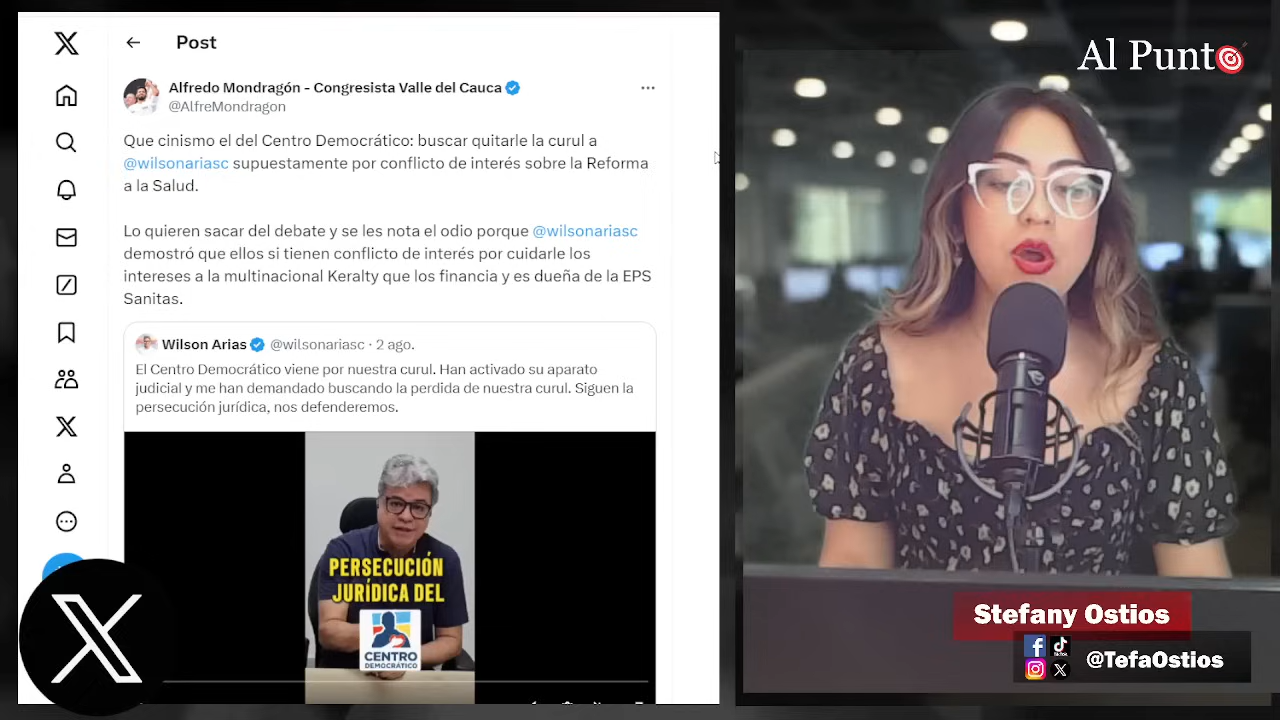 Post
Alfredo Mondragón - Congresista Valle del Cauca
@AlfreMondragon
Que cinismo el del Centro Democrático: buscar quitarle la curul a
@wilsonariasc supuestamente por conflicto de interés sobre la Reforma
a la Salud.
Lo quieren sacar del debate y se les nota el odio porque @wilsonariasc
demostró que ellos si tienen conflicto de interés por cuidarle los
intereses a la multinacional Keralty que los financia y es dueña de la EPS
Sanitas.
Wilson Arias @wilsonariasc · 2 ago.
El Centro Democrático viene por nuestra curul. Han activado su aparato
judicial y me han demandado buscando la perdida de nuestra curul. Siguen la
persecución jurídica, nos defenderemos.
PERSECUCIÓN
JURÍDICA DEL
CENTRO
DEMOCRÁTICO
Al Punto
Stefany Ostios
@TefaOstios